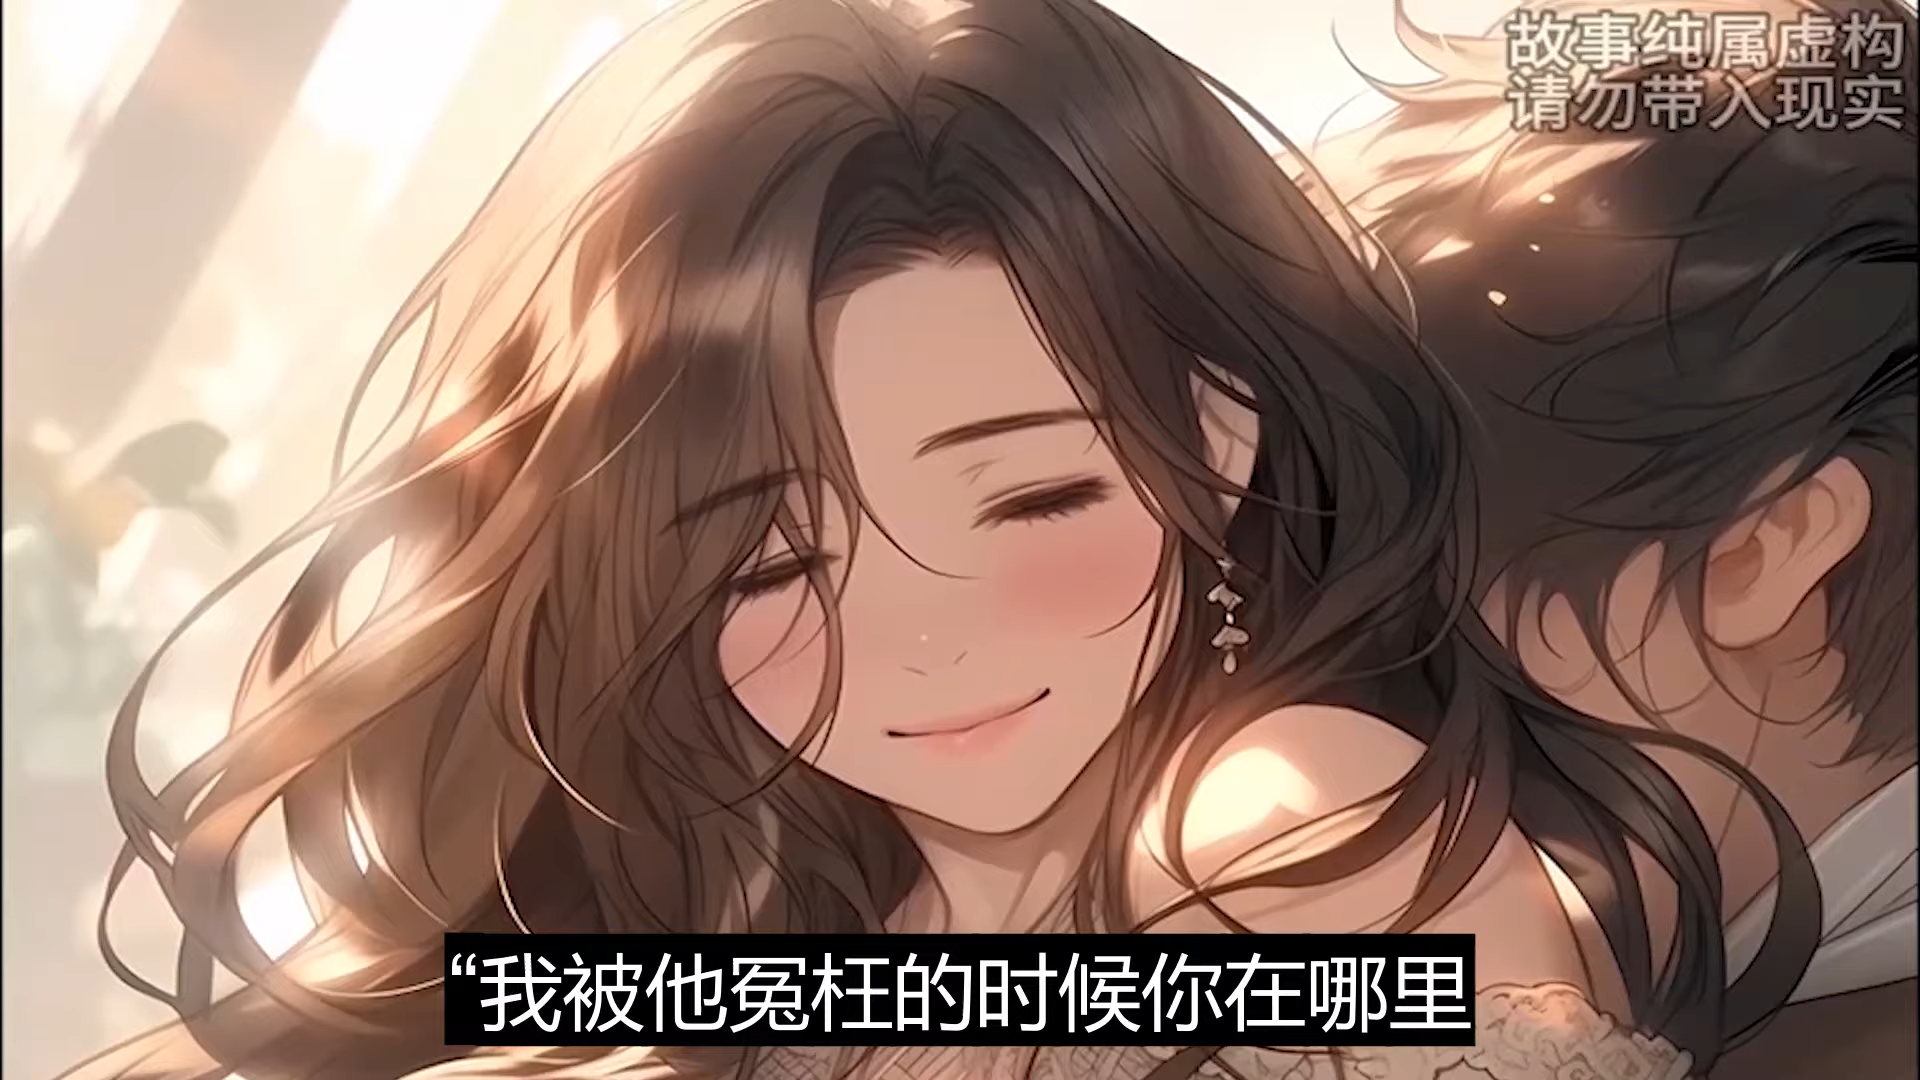 故事纯属虚构
请勿带入现实
“我被他冤枉的时候你在哪里